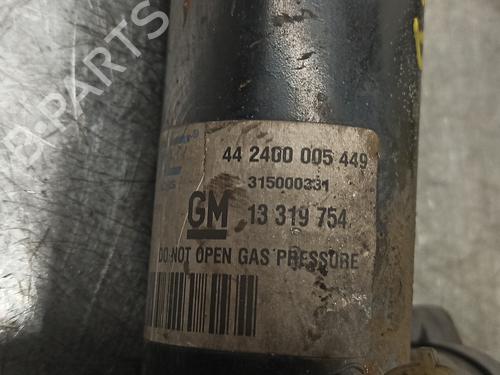 B-PARTS
44 2400 005 449
315000331
GM 13 319 754
DO NOT OPEN GAS PRESSURE